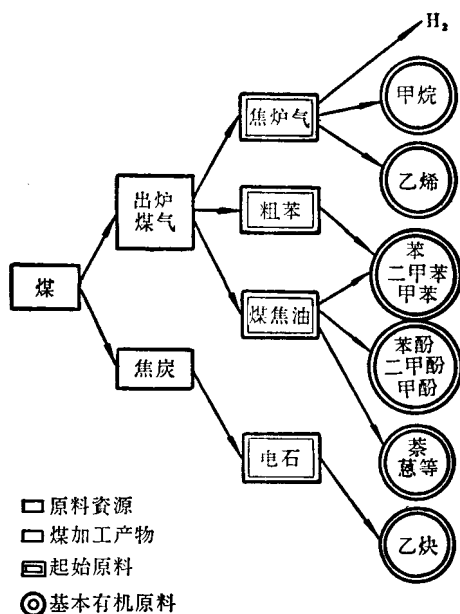 H₂
甲烷
焦炉气
乙烯
出炉
煤气
粗苯
苯
二甲苯
甲苯
煤
煤焦油
苯酚
二甲酚
甲酚
焦炭
电石
萘
蒽等
乙炔
原料资源
煤加工产物
起始原料
基本有机原料